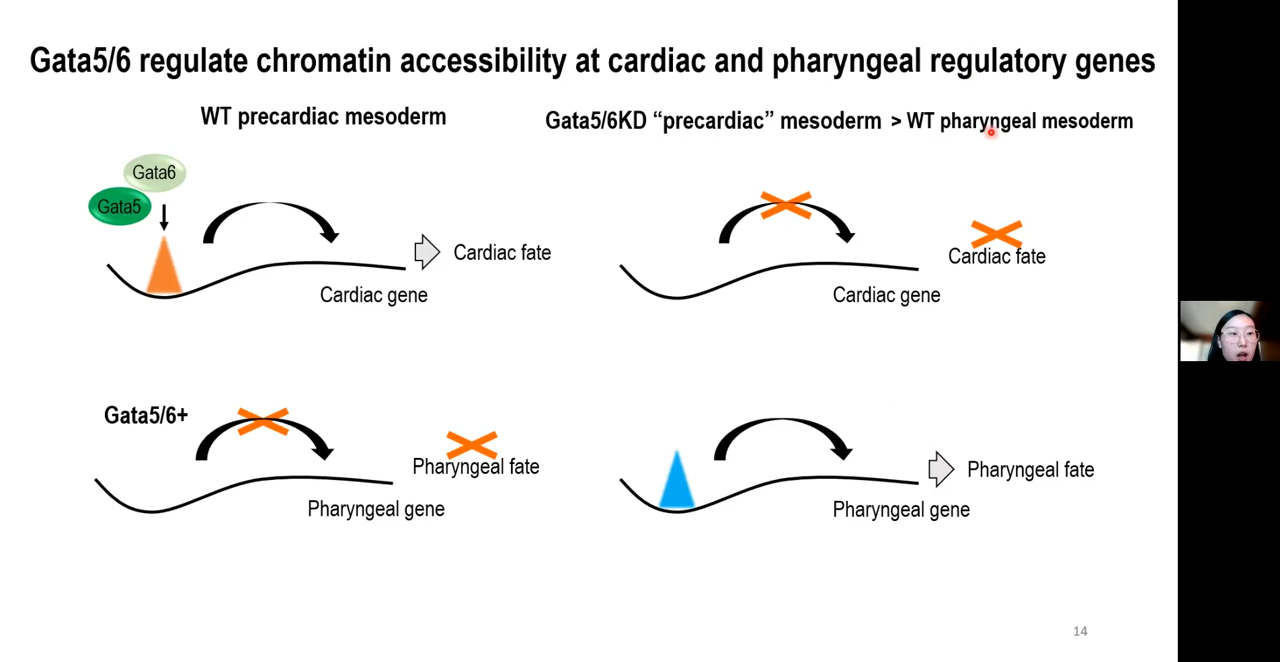 Gata5/6 regulate chromatin accessibility at cardiac and pharyngeal regulatory genes
WT precardiac mesoderm
Gata5/6KD “precardiac” mesoderm > WT pharyngeal mesoderm
Gata6
Gata5
Cardiac fate
Cardiac gene
Cardiac fate
Cardiac gene
Gata5/6+
Pharyngeal fate
Pharyngeal gene
Pharyngeal fate
Pharyngeal gene
14